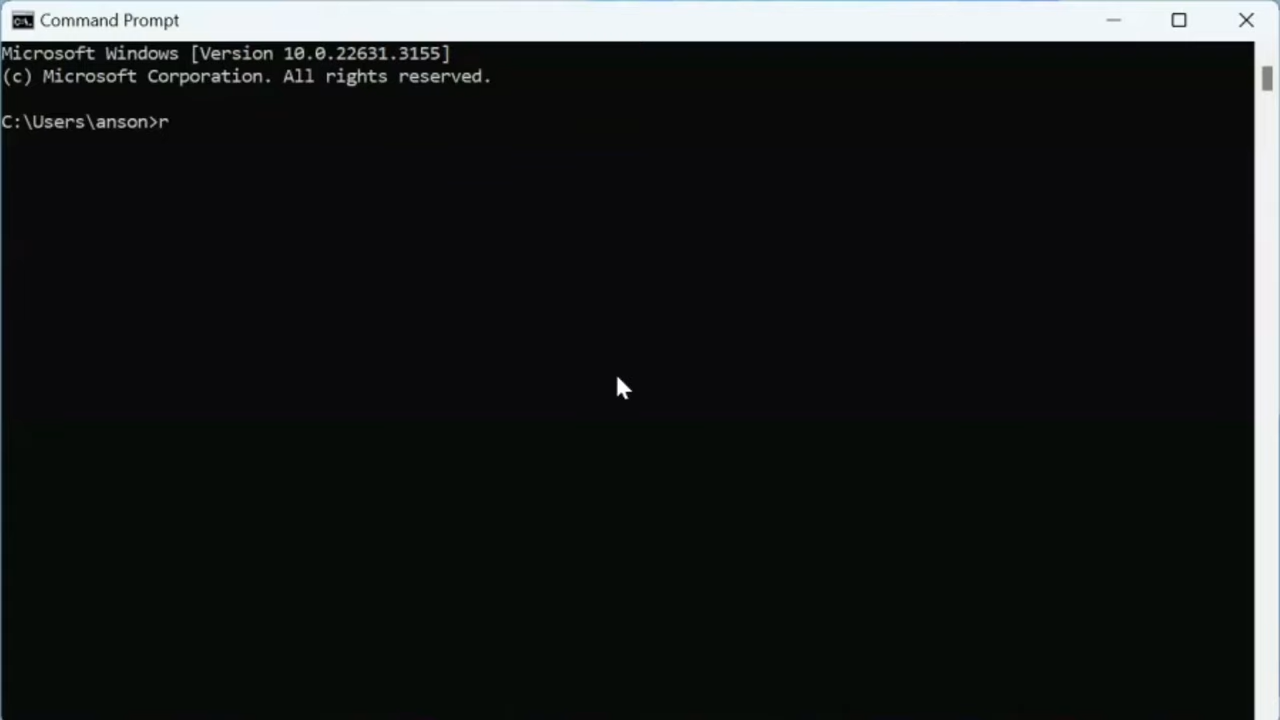 Command Prompt
Microsoft Windows [Version 10.0.22631.3155]
(c) Microsoft Corporation. All rights reserved.
C:\Users\anson>r